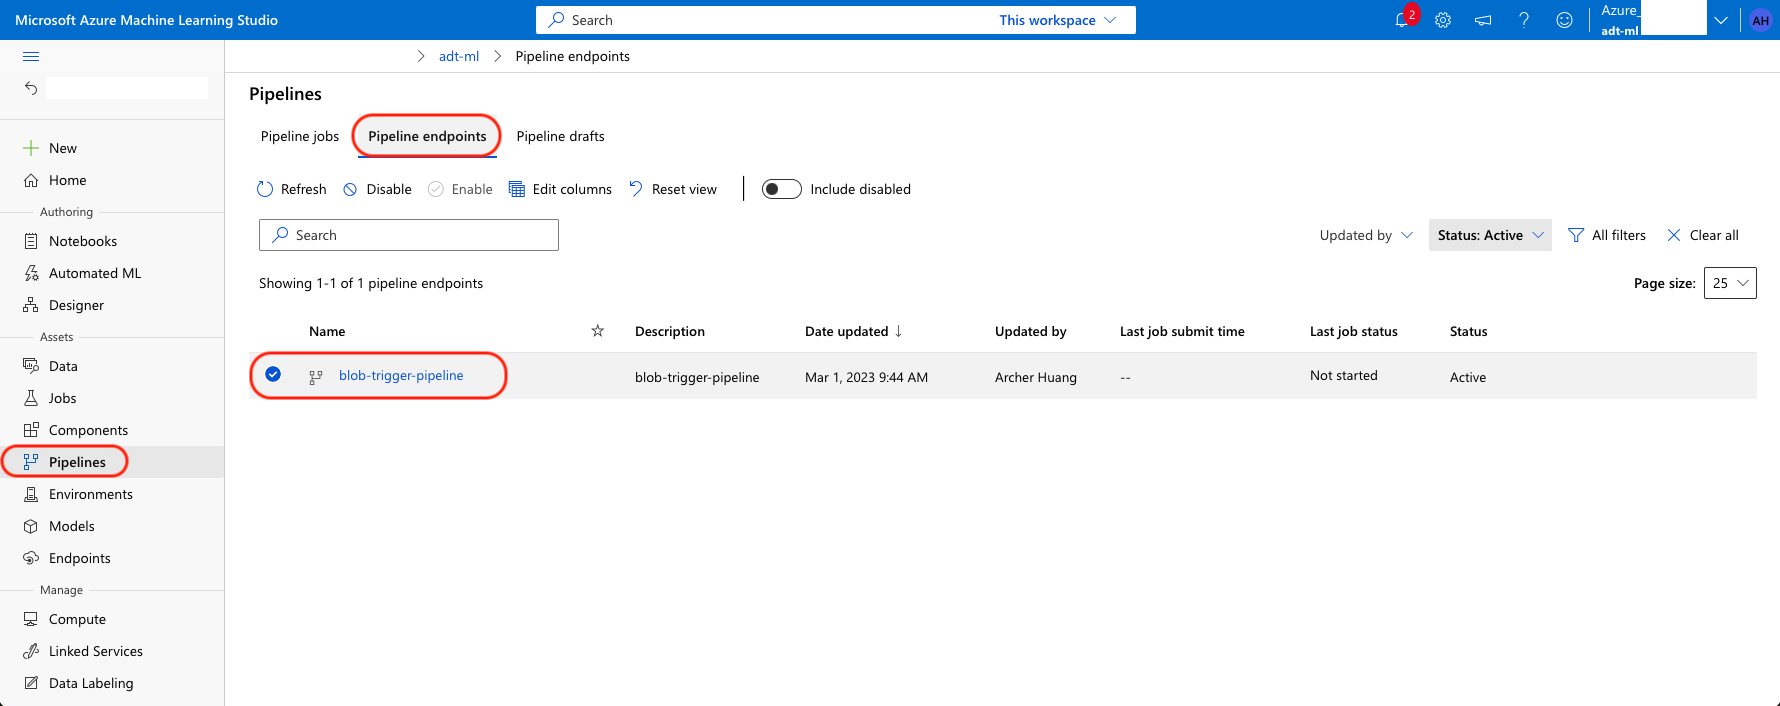 Microsoft Azure Machine Learning Studio
Search
This workspace
2
Azure_
adt-ml
AH
adt-ml
Pipeline endpoints
New
Home
Authoring
Notebooks
Automated ML
Designer
Assets
Data
Jobs
Components
Pipelines
Environments
Models
Endpoints
Manage
Compute
Linked Services
Data Labeling
Pipelines
Pipeline jobs Pipeline endpoints Pipeline drafts
Refresh Disable Enable Edit columns Reset view Include disabled
Search Updated by Status: Active All filters Clear all
Showing 1-1 of 1 pipeline endpoints Page size: 25
Name Description Date updated ↓ Updated by Last job submit time Last job status Status
blob-trigger-pipeline blob-trigger-pipeline Mar 1, 2023 9:44 AM Archer Huang -- Not started Active